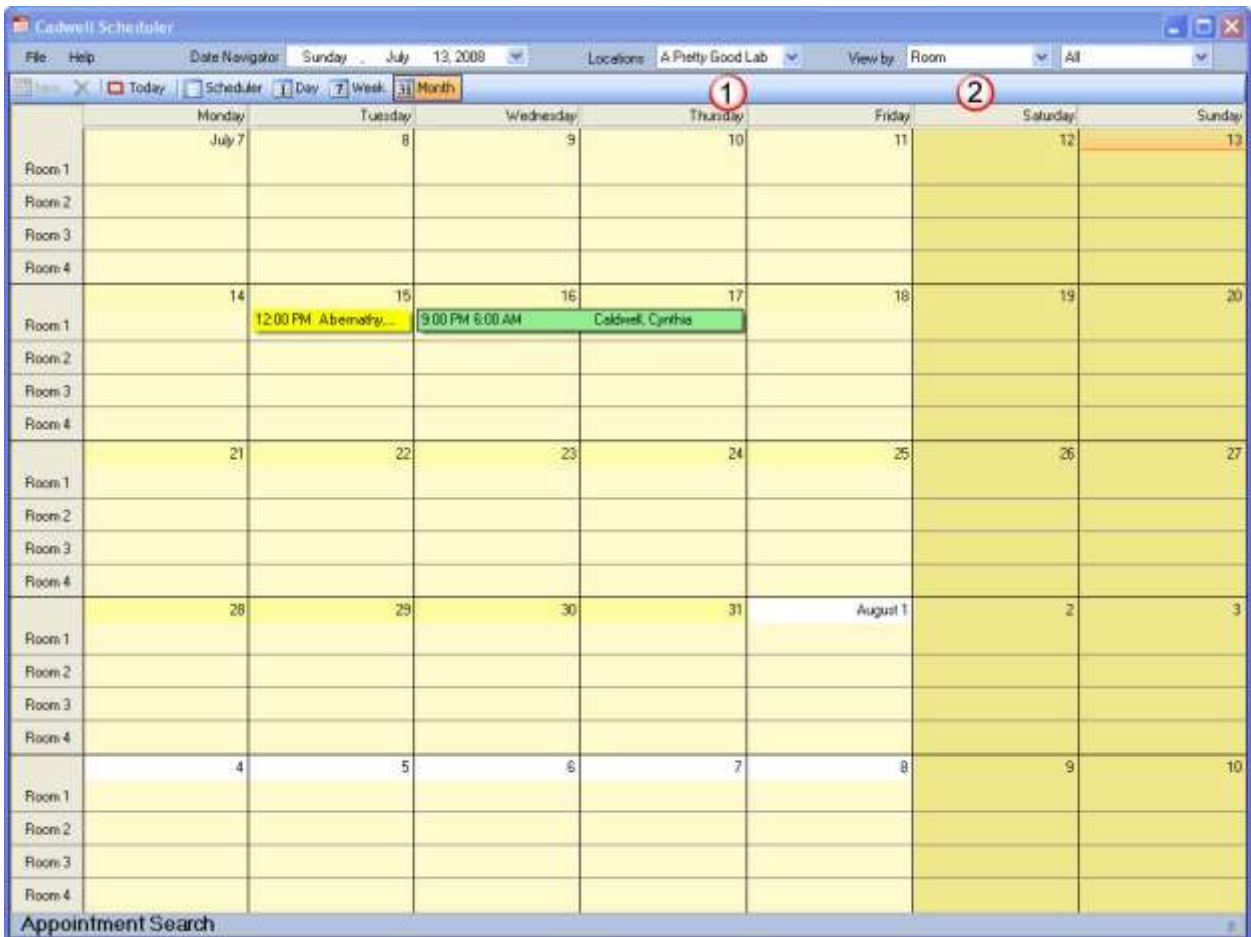 Cadwell Scheduler
File Help Date Navigator Sunday , July 13, 2008 Locations A Pretty Good Lab View by Room All
New Today Scheduler 1 Day 7 Week 31 Month 1 2
Monday Tuesday Wednesday Thursday Friday Saturday Sunday
July 7 8 9 10 11 12 13
Room 1
Room 2
Room 3
Room 4
14 15 16 17 18 19 20
Room 1 12:00 PM Abernathy,... 9:00 PM 6:00 AM Caldwell, Cynthia
Room 2
Room 3
Room 4
21 22 23 24 25 26 27
Room 1
Room 2
Room 3
Room 4
28 29 30 31 August 1 2 3
Room 1
Room 2
Room 3
Room 4
4 5 6 7 8 9 10
Room 1
Room 2
Room 3
Room 4
Appointment Search